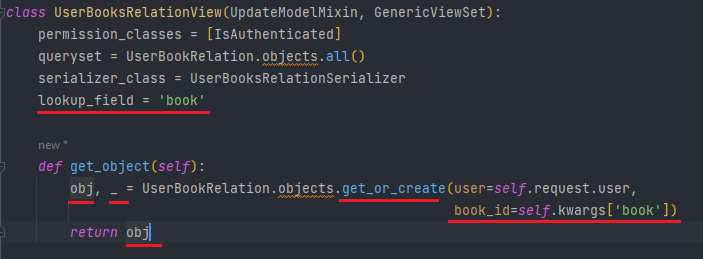 class UserBooksRelationView(UpdateModelMixin, GenericViewSet):
    permission_classes = [IsAuthenticated]
    queryset = UserBookRelation.objects.all()
    serializer_class = UserBooksRelationSerializer
    lookup_field = 'book'
    new *
    def get_object(self):
        obj, _ = UserBookRelation.objects.get_or_create(user=self.request.user,
                                                        book_id=self.kwargs['book'])
        return obj